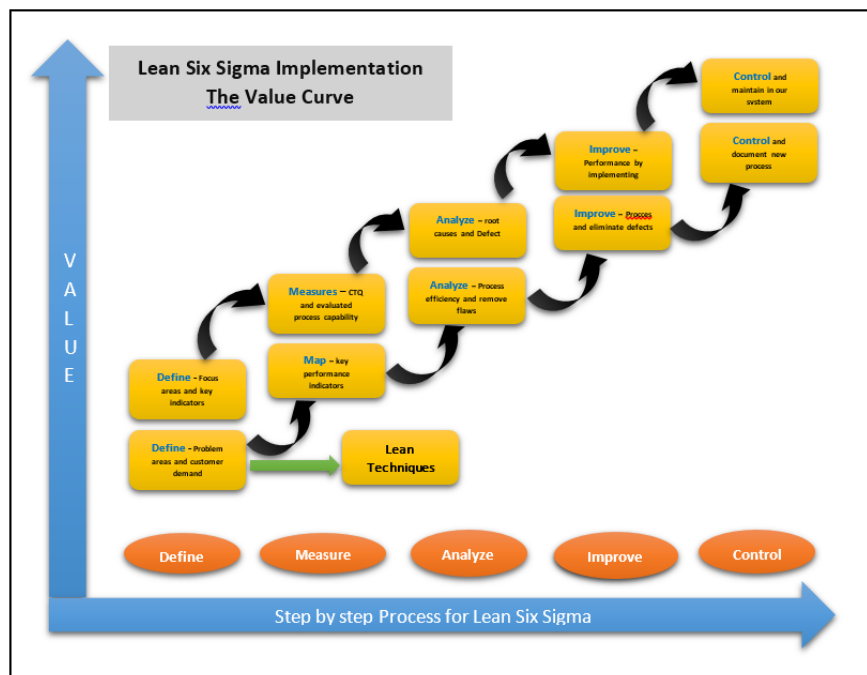 Lean Six Sigma Implementation
The Value Curve
Control and
maintain in our
system
Control and
document new
process
Improve –
Performance by
implementing
Improve – Proces
and eliminate defects
Analyze – root
causes and Defect
Analyze – Process
efficiency and remove
flaws
Measures – CTQ
and evaluated
process capability
Map – key
performance
indicators
Define – Focus
areas and key
indicators
Define - Problem
areas and customer
demand
Lean
Techniques
V
A
L
U
E
Define
Measure
Analyze
Improve
Control
Step by step Process for Lean Six Sigma